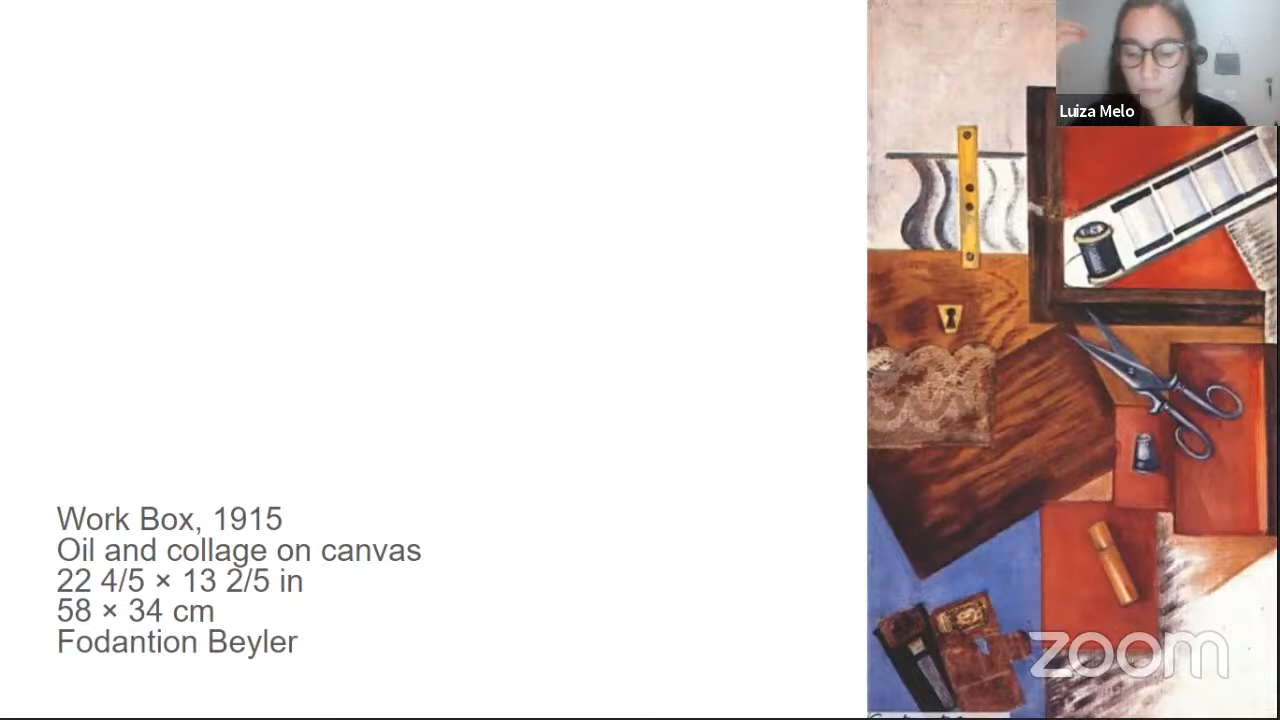 Luiza Melo
Work Box, 1915
Oil and collage on canvas
22 4/5 × 13 2/5 in
58 × 34 cm
Fodantion Beyler
zoom